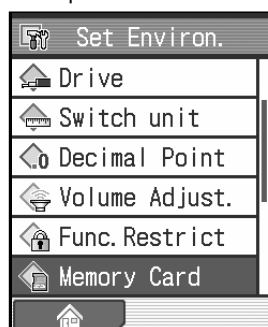 Set Environ.
Drive
Switch unit
Decimal Point
Volume Adjust.
Func.Restrict
Memory Card